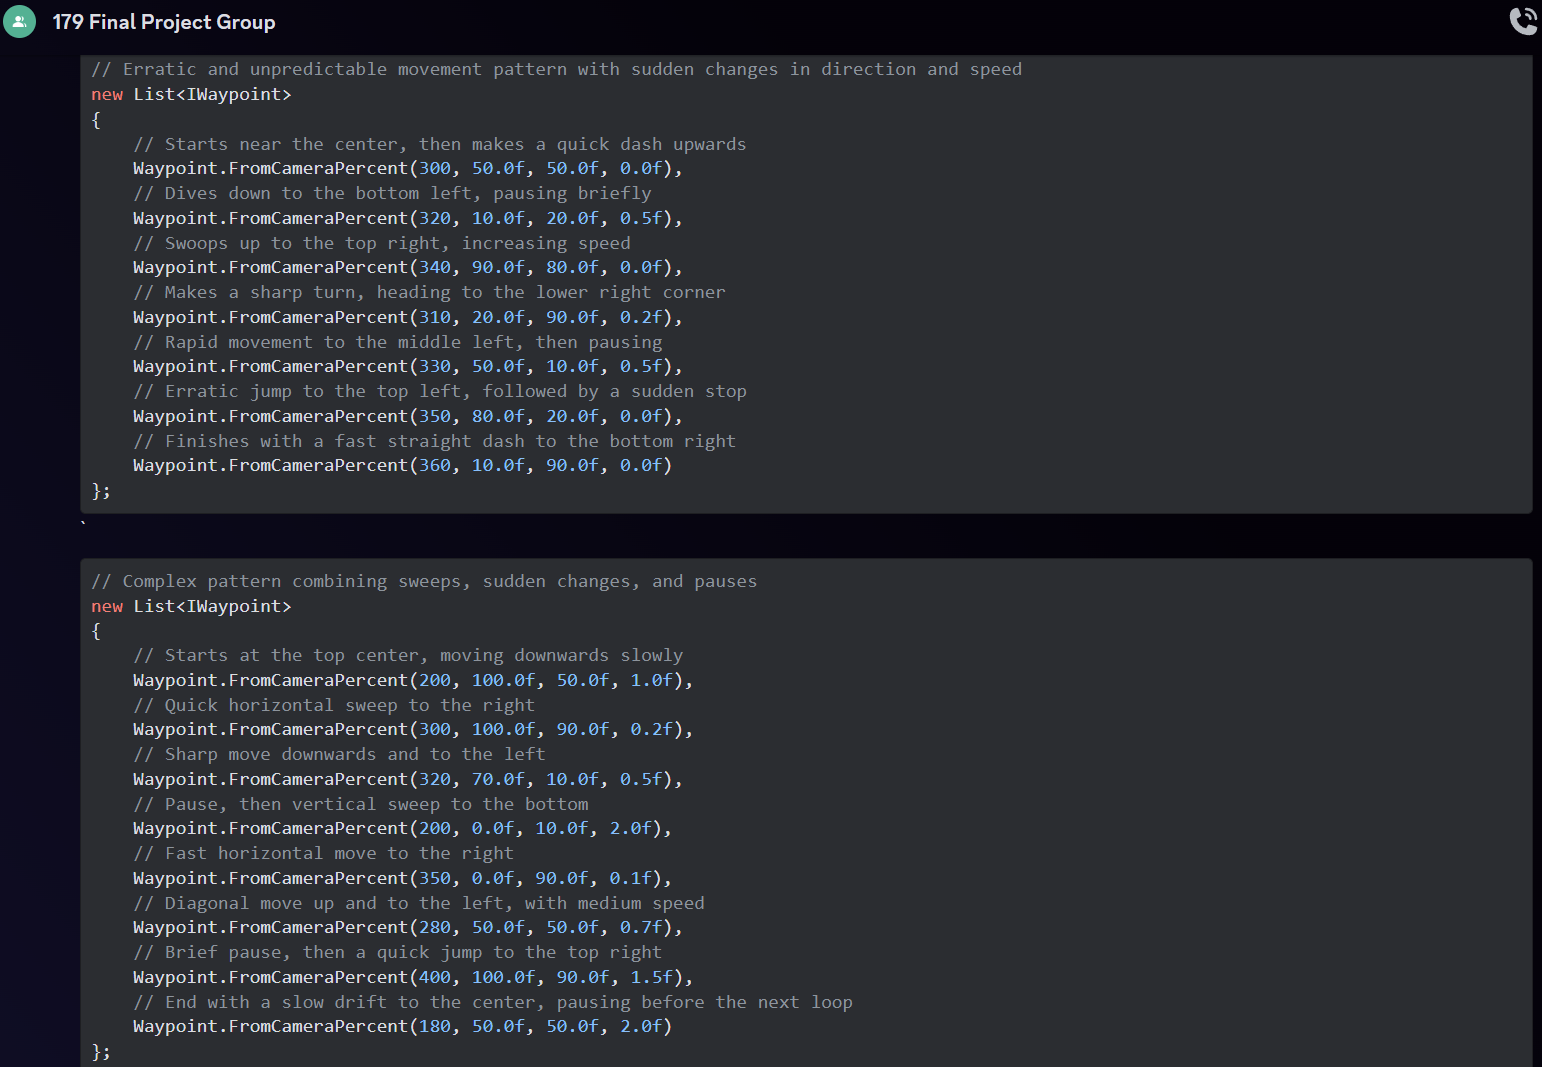 179 Final Project Group
// Erratic and unpredictable movement pattern with sudden changes in direction and speed
new List<IWaypoint>
{
    // Starts near the center, then makes a quick dash upwards
    Waypoint.FromCameraPercent(300, 50.0f, 50.0f, 0.0f),
    // Dives down to the bottom left, pausing briefly
    Waypoint.FromCameraPercent(320, 10.0f, 20.0f, 0.5f),
    // Swoops up to the top right, increasing speed
    Waypoint.FromCameraPercent(340, 90.0f, 80.0f, 0.0f),
    // Makes a sharp turn, heading to the lower right corner
    Waypoint.FromCameraPercent(310, 20.0f, 90.0f, 0.2f),
    // Rapid movement to the middle left, then pausing
    Waypoint.FromCameraPercent(330, 50.0f, 10.0f, 0.5f),
    // Erratic jump to the top left, followed by a sudden stop
    Waypoint.FromCameraPercent(350, 80.0f, 20.0f, 0.0f),
    // Finishes with a fast straight dash to the bottom right
    Waypoint.FromCameraPercent(360, 10.0f, 90.0f, 0.0f)
};
`
// Complex pattern combining sweeps, sudden changes, and pauses
new List<IWaypoint>
{
    // Starts at the top center, moving downwards slowly
    Waypoint.FromCameraPercent(200, 100.0f, 50.0f, 1.0f),
    // Quick horizontal sweep to the right
    Waypoint.FromCameraPercent(300, 100.0f, 90.0f, 0.2f),
    // Sharp move downwards and to the left
    Waypoint.FromCameraPercent(320, 70.0f, 10.0f, 0.5f),
    // Pause, then vertical sweep to the bottom
    Waypoint.FromCameraPercent(200, 0.0f, 10.0f, 2.0f),
    // Fast horizontal move to the right
    Waypoint.FromCameraPercent(350, 0.0f, 90.0f, 0.1f),
    // Diagonal move up and to the left, with medium speed
    Waypoint.FromCameraPercent(280, 50.0f, 50.0f, 0.7f),
    // Brief pause, then a quick jump to the top right
    Waypoint.FromCameraPercent(400, 100.0f, 90.0f, 1.5f),
    // End with a slow drift to the center, pausing before the next loop
    Waypoint.FromCameraPercent(180, 50.0f, 50.0f, 2.0f)
};